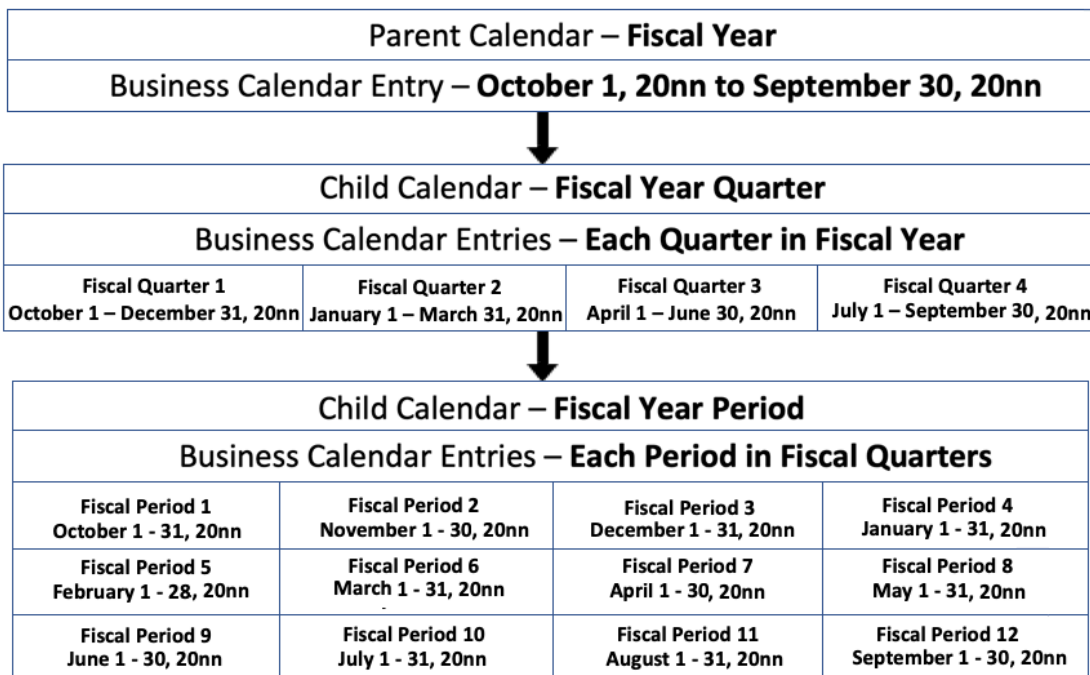 Parent Calendar – Fiscal Year
Business Calendar Entry – October 1, 20nn to September 30, 20nn
Child Calendar – Fiscal Year Quarter
Business Calendar Entries – Each Quarter in Fiscal Year
Fiscal Quarter 1
October 1 – December 31, 20nn
Fiscal Quarter 2
January 1 – March 31, 20nn
Fiscal Quarter 3
April 1 – June 30, 20nn
Fiscal Quarter 4
July 1 – September 30, 20nn
Child Calendar – Fiscal Year Period
Business Calendar Entries – Each Period in Fiscal Quarters
Fiscal Period 1
October 1 - 31, 20nn
Fiscal Period 2
November 1 - 30, 20nn
Fiscal Period 3
December 1 - 31, 20nn
Fiscal Period 4
January 1 - 31, 20nn
Fiscal Period 5
February 1 - 28, 20nn
Fiscal Period 6
March 1 - 31, 20nn
Fiscal Period 7
April 1 - 30, 20nn
Fiscal Period 8
May 1 - 31, 20nn
Fiscal Period 9
June 1 - 30, 20nn
Fiscal Period 10
July 1 - 31, 20nn
Fiscal Period 11
August 1 - 31, 20nn
Fiscal Period 12
September 1 - 30, 20nn